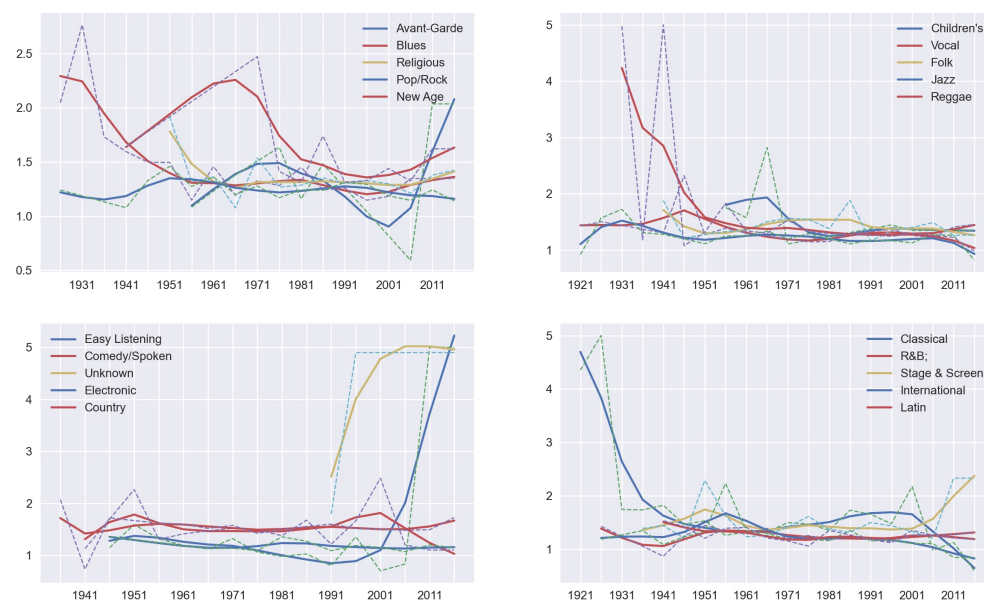 2.5
2.0
1.5
1.0
0.5
1931 1941 1951 1961 1971 1981 1991 2001 2011
Avant-Garde
Blues
Religious
Pop/Rock
New Age
5
4
3
2
1
1921 1931 1941 1951 1961 1971 1981 1991 2001 2011
Children's
Vocal
Folk
Jazz
Reggae
5
4
3
2
1
1941 1951 1961 1971 1981 1991 2001 2011
Easy Listening
Comedy/Spoken
Unknown
Electronic
Country
5
4
3
2
1
1921 1931 1941 1951 1961 1971 1981 1991 2001 2011
Classical
R&B;
Stage & Screen
International
Latin